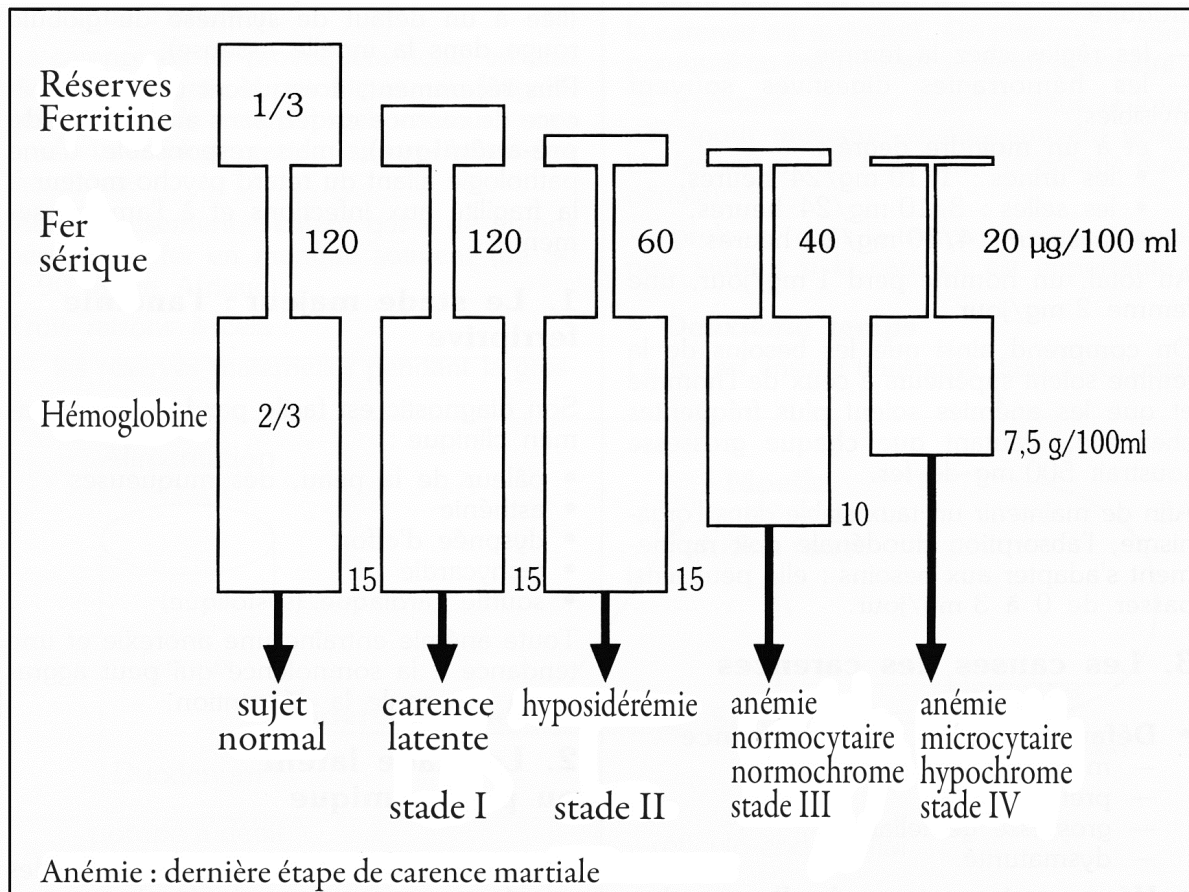 Réserves
Ferritine
1/3
Fer
sérique
120
120
60
40
20 µg/100 ml
Hémoglobine
2/3
15
15
15
10
7,5 g/100ml
sujet
normal
carence
latente
stade I
hyposidérémie
stade II
anémie
normocytaire
normochrome
stade III
anémie
microcytaire
hypochrome
stade IV
Anémie : dernière étape de carence martiale